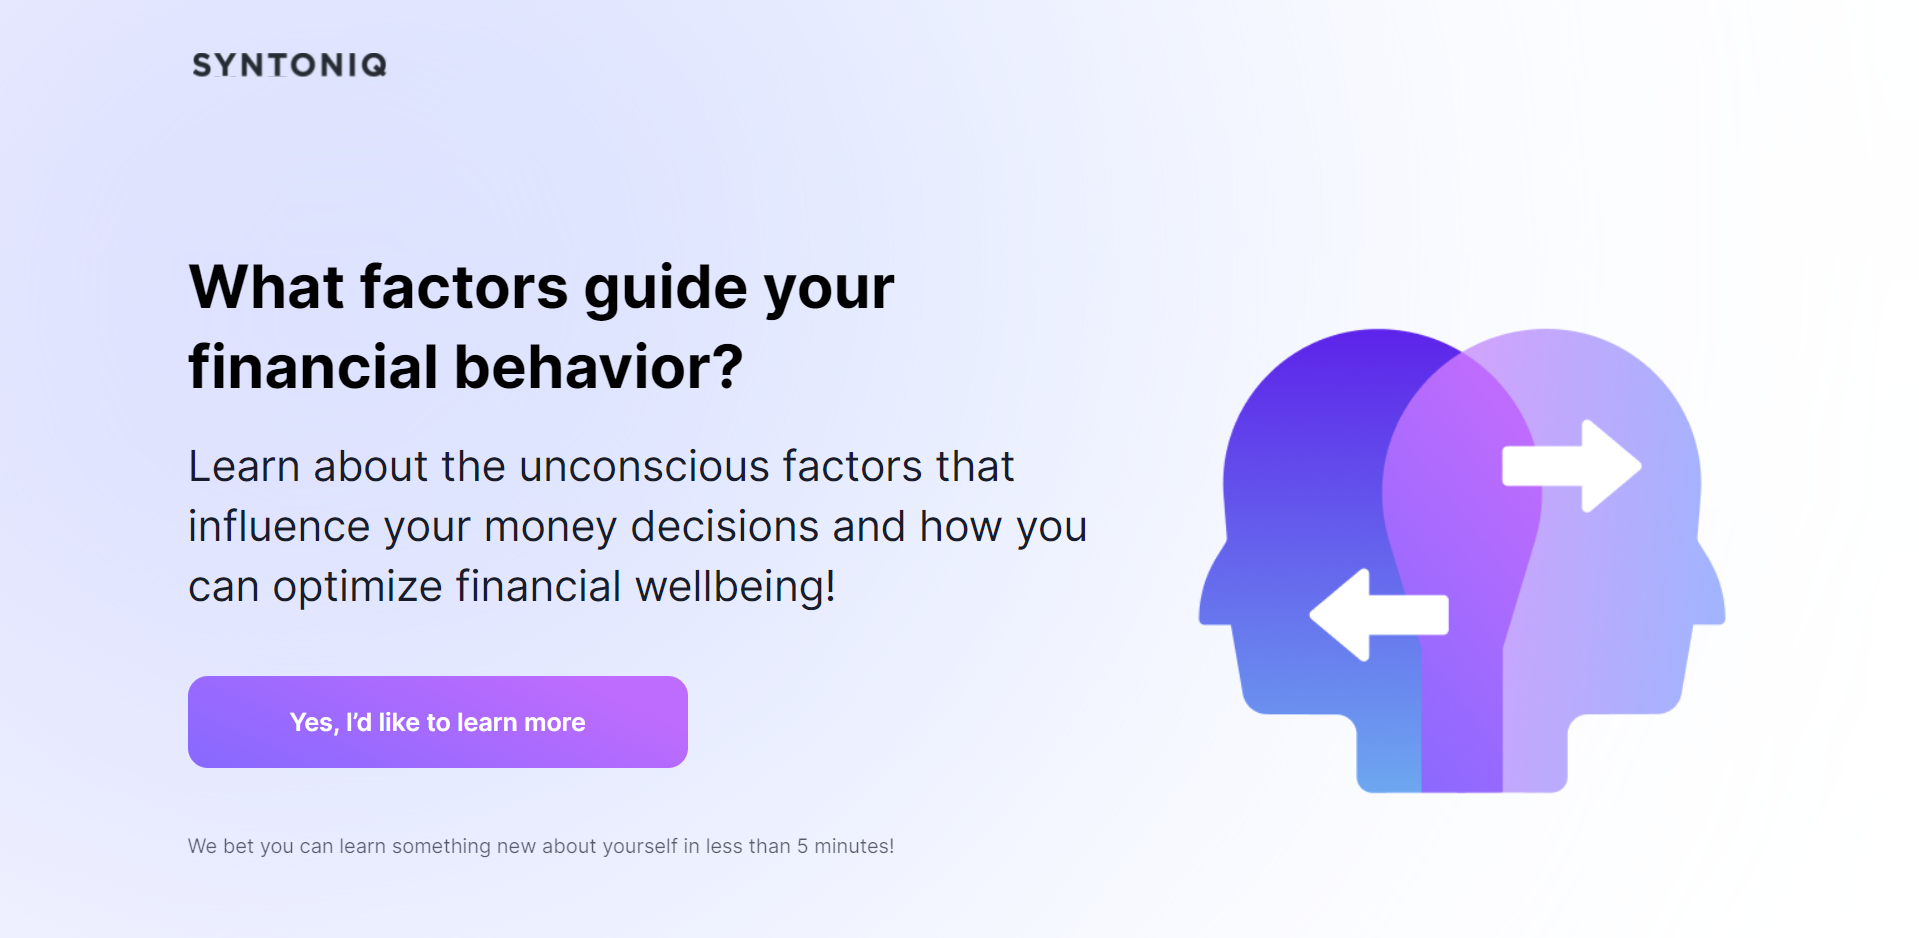 SYNTONIQ
What factors guide your
financial behavior?
Learn about the unconscious factors that
influence your money decisions and how you
can optimize financial wellbeing!
Yes, I’d like to learn more
We bet you can learn something new about yourself in less than 5 minutes!